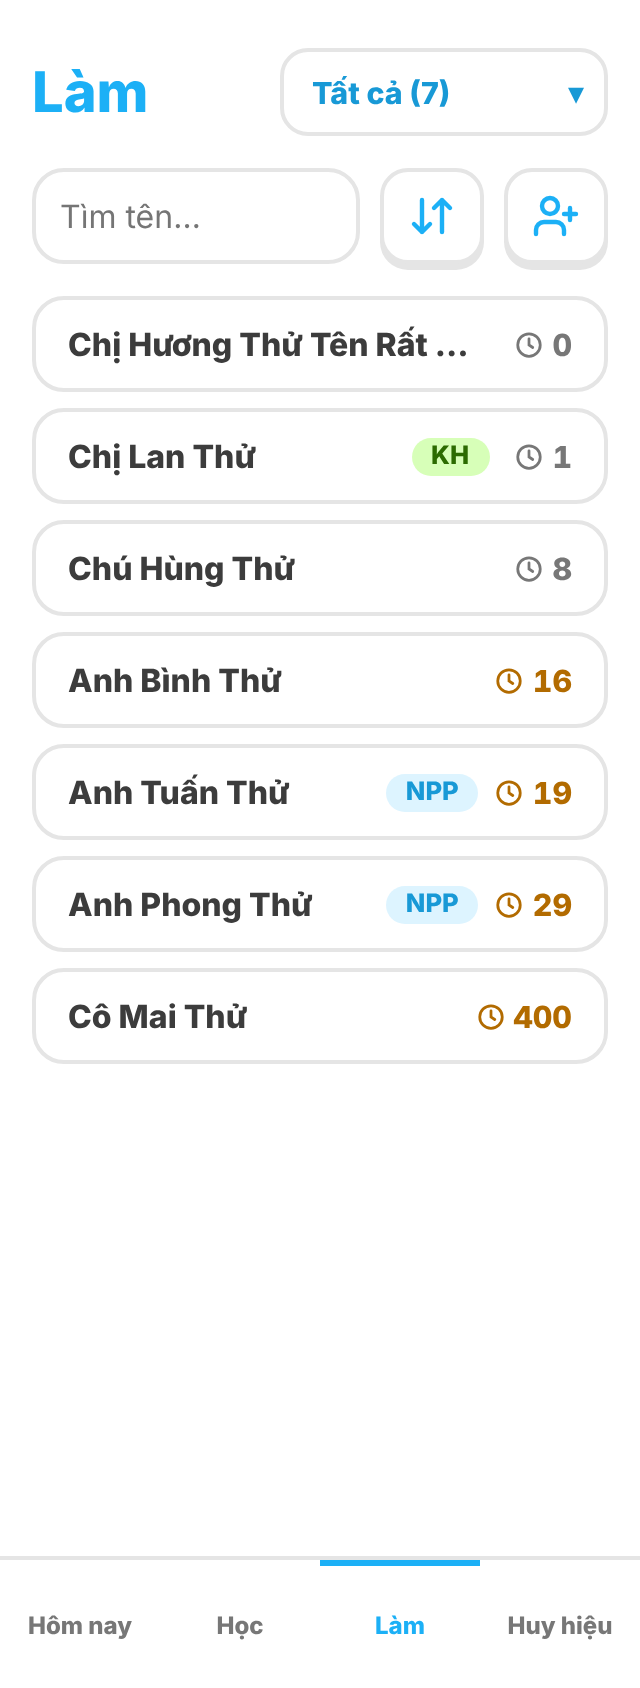 Làm
Tất cả (7) ▼
Tìm tên...
Chị Hương Thử Tên Rất ... 0
Chị Lan Thử KH 1
Chú Hùng Thử 8
Anh Bình Thử 16
Anh Tuấn Thử NPP 19
Anh Phong Thử NPP 29
Cô Mai Thử 400
Hôm nay Học Làm Huy hiệu